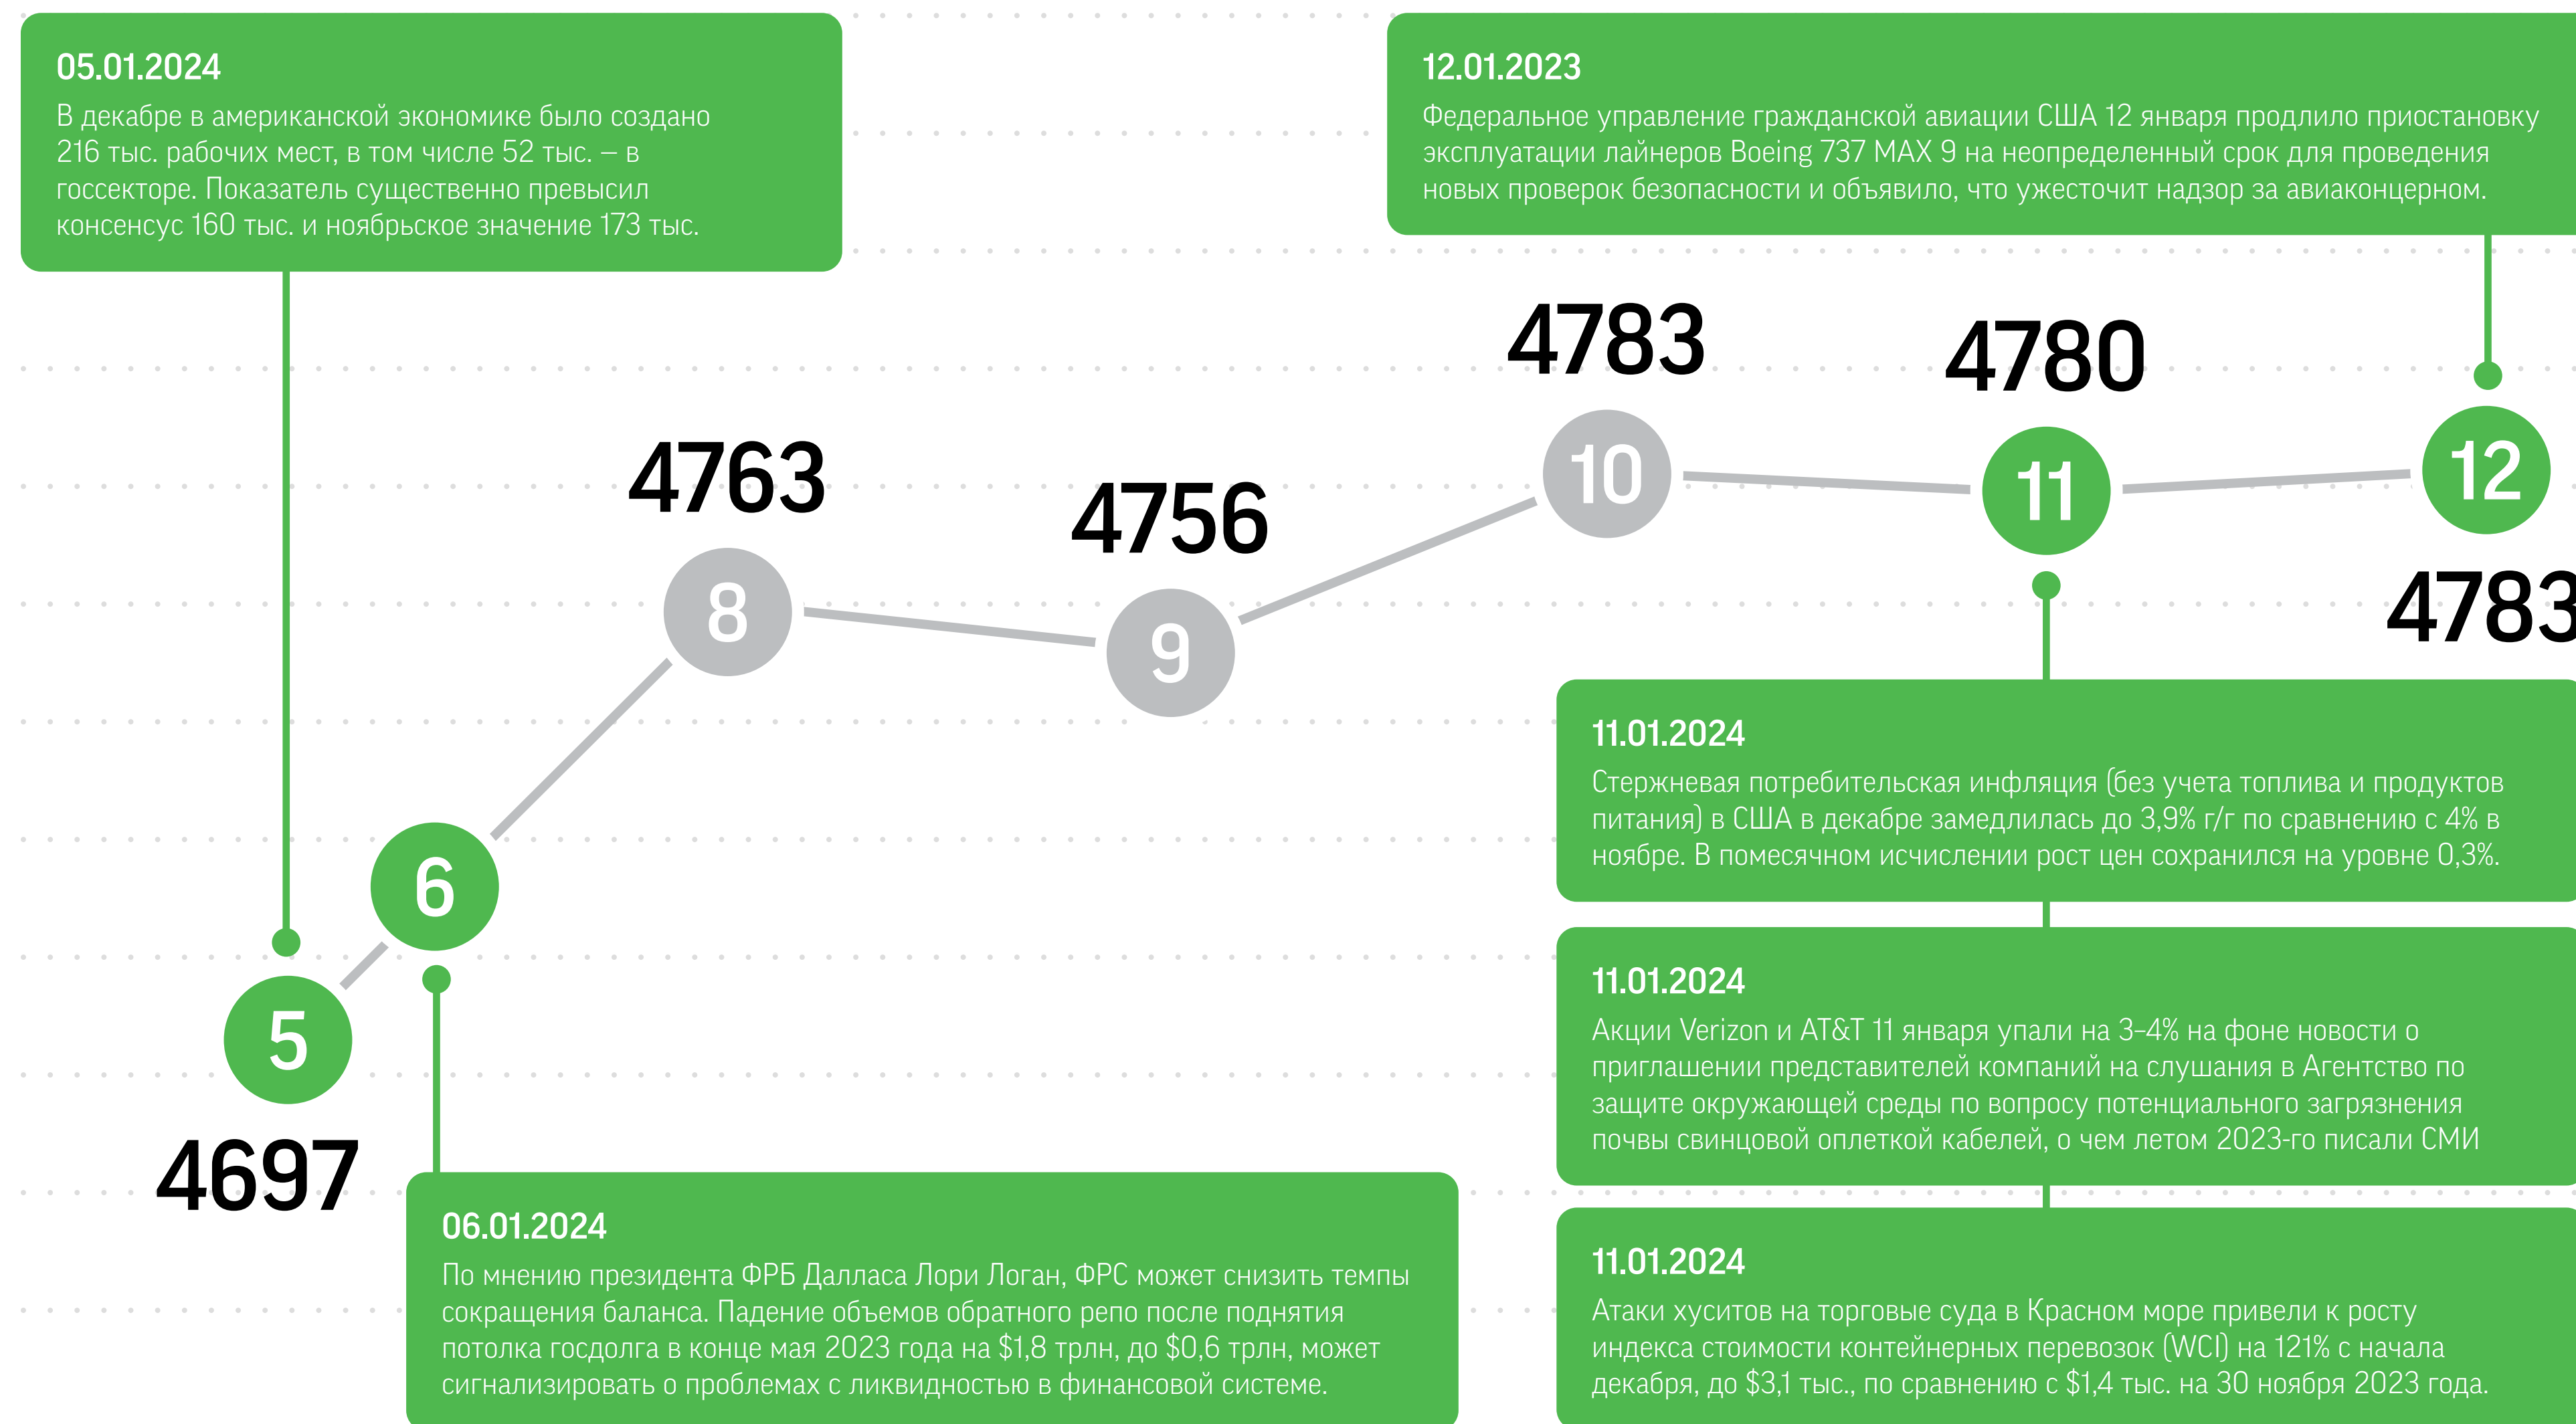 05.01.2024
В декабре в американской экономике было создано
216 тыс. рабочих мест, в том числе 52 тыс. – в
госсекторе. Показатель существенно превысил
консенсус 160 тыс. и ноябрьское значение 173 тыс.
12.01.2023
Федеральное управление гражданской авиации США 12 января продлило приостановку
эксплуатации лайнеров Boeing 737 MAX 9 на неопределенный срок для проведения
новых проверок безопасности и объявило, что ужесточит надзор за авиаконцерном.
4783
4780
10
11
12
4763
4756
8
9
4783
6
5
4697
11.01.2024
Стержневая потребительская инфляция (без учета топлива и продуктов
питания) в США в декабре замедлилась до 3,9% г/г по сравнению с 4% в
ноябре. В помесячном исчислении рост цен сохранился на уровне 0,3%.
11.01.2024
Акции Verizon и AT&T 11 января упали на 3–4% на фоне новости о
приглашении представителей компаний на слушания в Агентство по
защите окружающей среды по вопросу потенциального загрязнения
почвы свинцовой оплеткой кабелей, о чем летом 2023-го писали СМИ
06.01.2024
По мнению президента ФРБ Далласа Лори Логан, ФРС может снизить темпы
сокращения баланса. Падение объемов обратного репо после поднятия
потолка госдолга в конце мая 2023 года на $1,8 трлн, до $0,6 трлн, может
сигнализировать о проблемах с ликвидностью в финансовой системе.
11.01.2024
Атаки хуситов на торговые суда в Красном море привели к росту
индекса стоимости контейнерных перевозок (WCI) на 121% с начала
декабря, до $3,1 тыс., по сравнению с $1,4 тыс. на 30 ноября 2023 года.